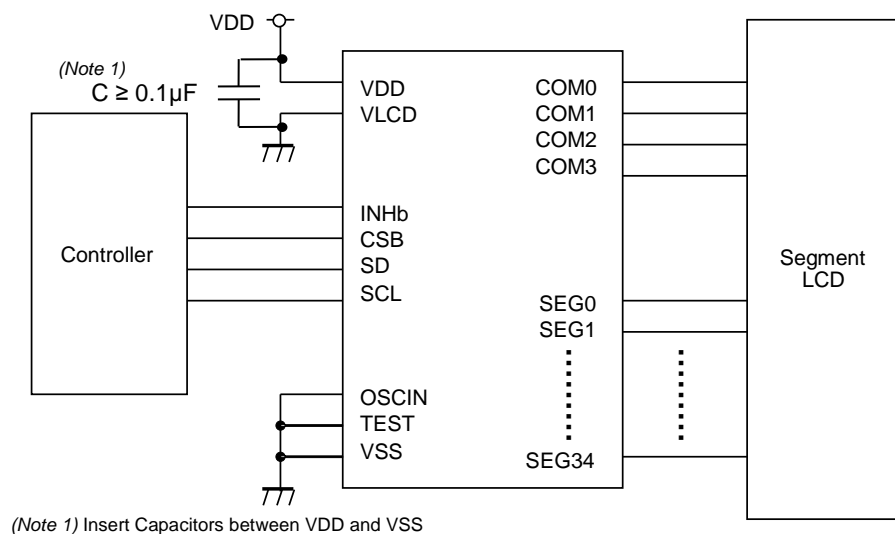 VDD
(Note 1)
C ≥ 0.1µF
VDD
VLCD
COM0
COM1
COM2
COM3
INHb
CSB
SD
SCL
Controller
Segment
LCD
SEG0
SEG1
OSCIN
TEST
VSS
SEG34
(Note 1) Insert Capacitors between VDD and VSS